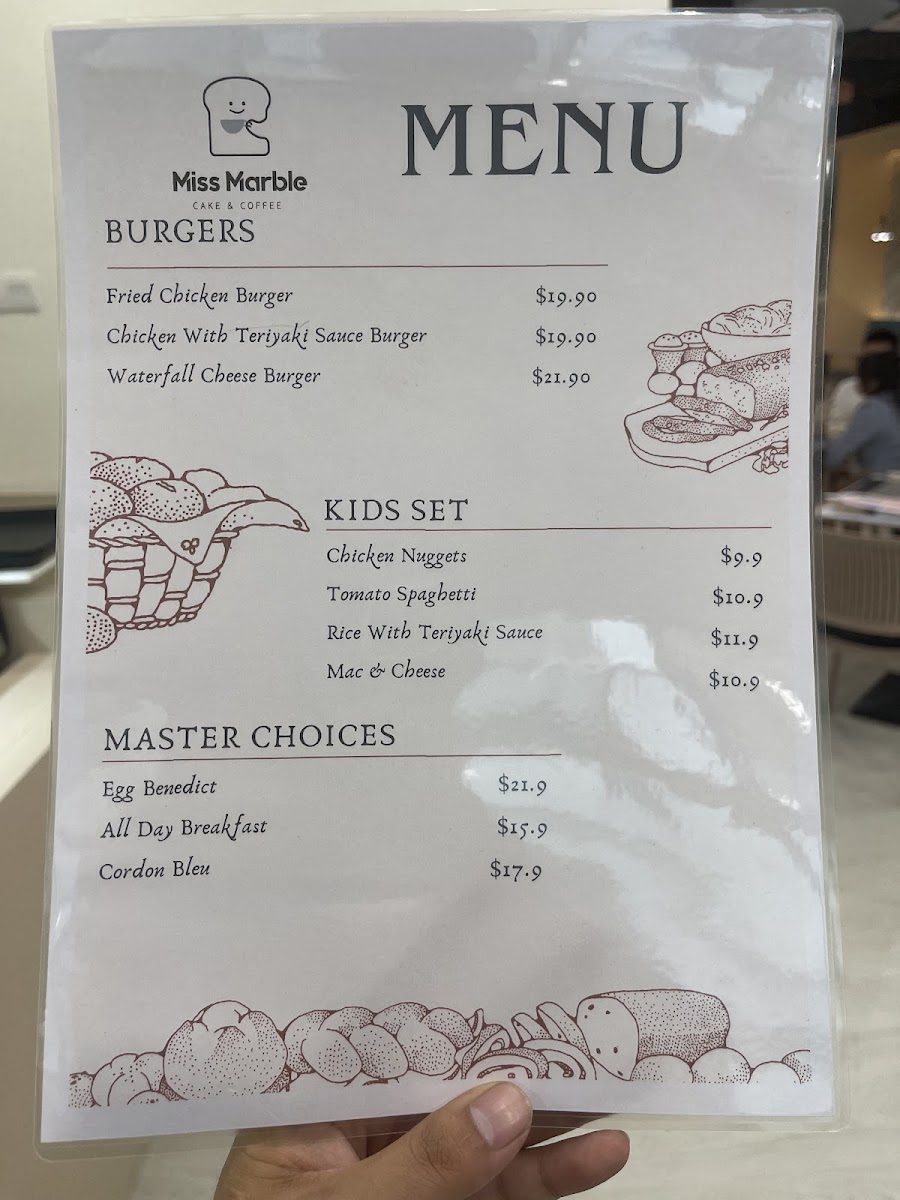 Miss Marble
CAKE & COFFEE
MENU
BURGERS
Fried Chicken Burger $19.90
Chicken With Teriyaki Sauce Burger $19.90
Waterfall Cheese Burger $21.90
KIDS SET
Chicken Nuggets $9.9
Tomato Spaghetti $10.9
Rice With Teriyaki Sauce $11.9
Mac & Cheese $10.9
MASTER CHOICES
Egg Benedict $21.9
All Day Breakfast $15.9
Cordon Bleu $17.9